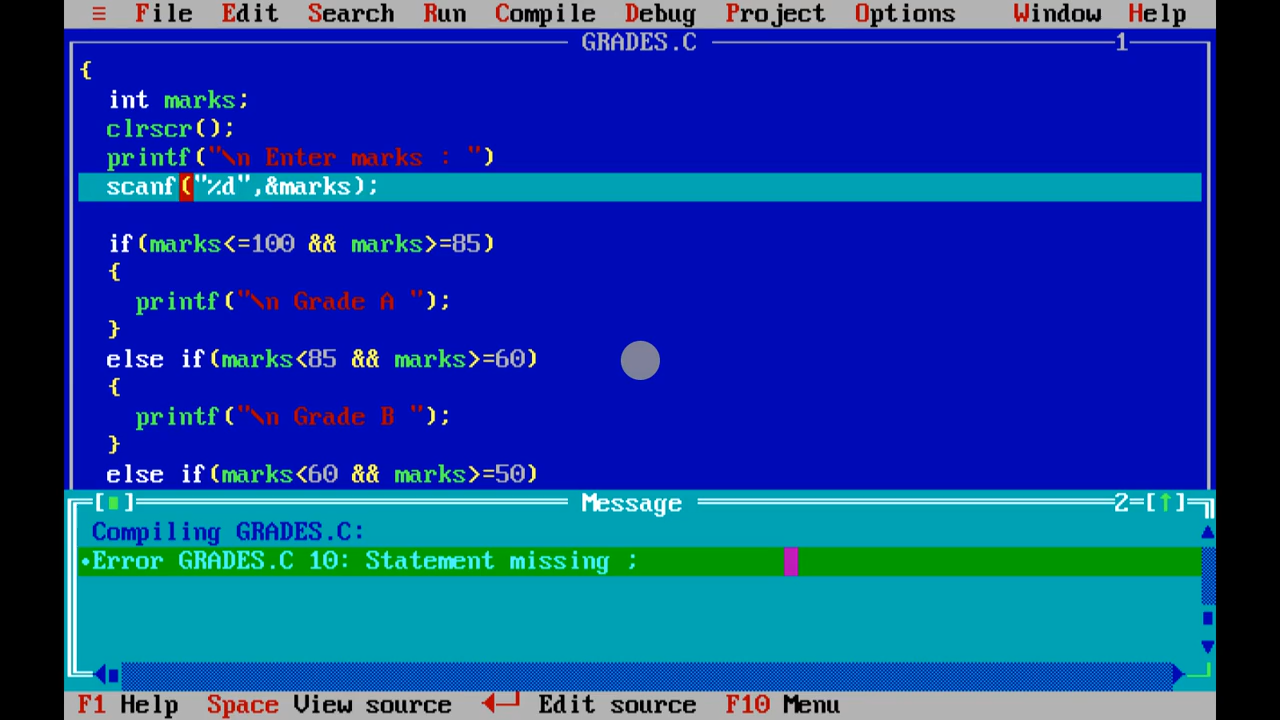 ≡ File Edit Search Run Compile Debug Project Options Window Help
GRADES.C 1
{
int marks;
clrscr();
printf("\n Enter marks : ")
scanf("%d",&marks);
if(marks<=100 && marks>=85)
{
printf("\n Grade A ");
}
else if(marks<85 && marks>=60)
{
printf("\n Grade B ");
}
else if(marks<60 && marks>=50)
[■] Message 2=[↑]
Compiling GRADES.C:
•Error GRADES.C 10: Statement missing ;
F1 Help Space View source ◄─┘ Edit source F10 Menu